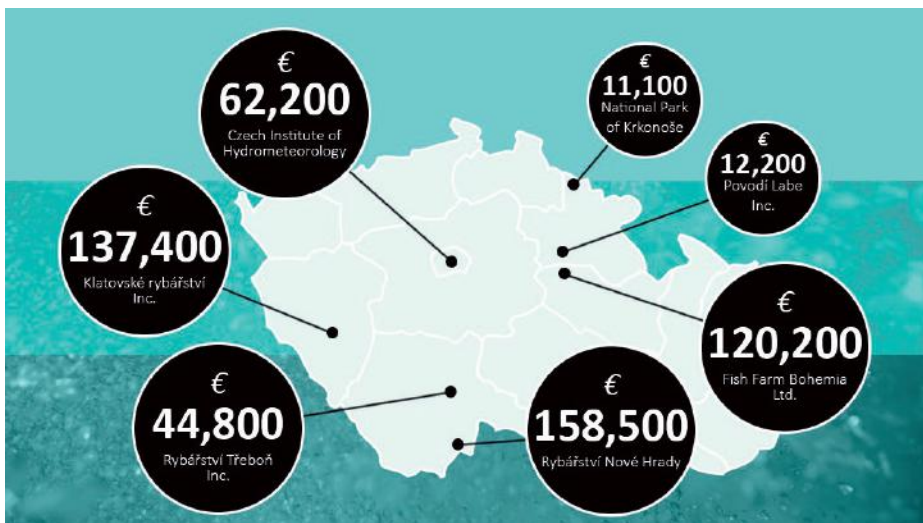 €
62,200
Czech Institute of
Hydrometeorology
€
11,100
National Park
of Krkonoše
€
12,200
Povodí Labe
Inc.
€
137,400
Klatovské rybářství
Inc.
€
120,200
Fish Farm Bohemia
Ltd.
€
44,800
Rybářství Třeboň
Inc.
€
158,500
Rybářství Nové Hrady